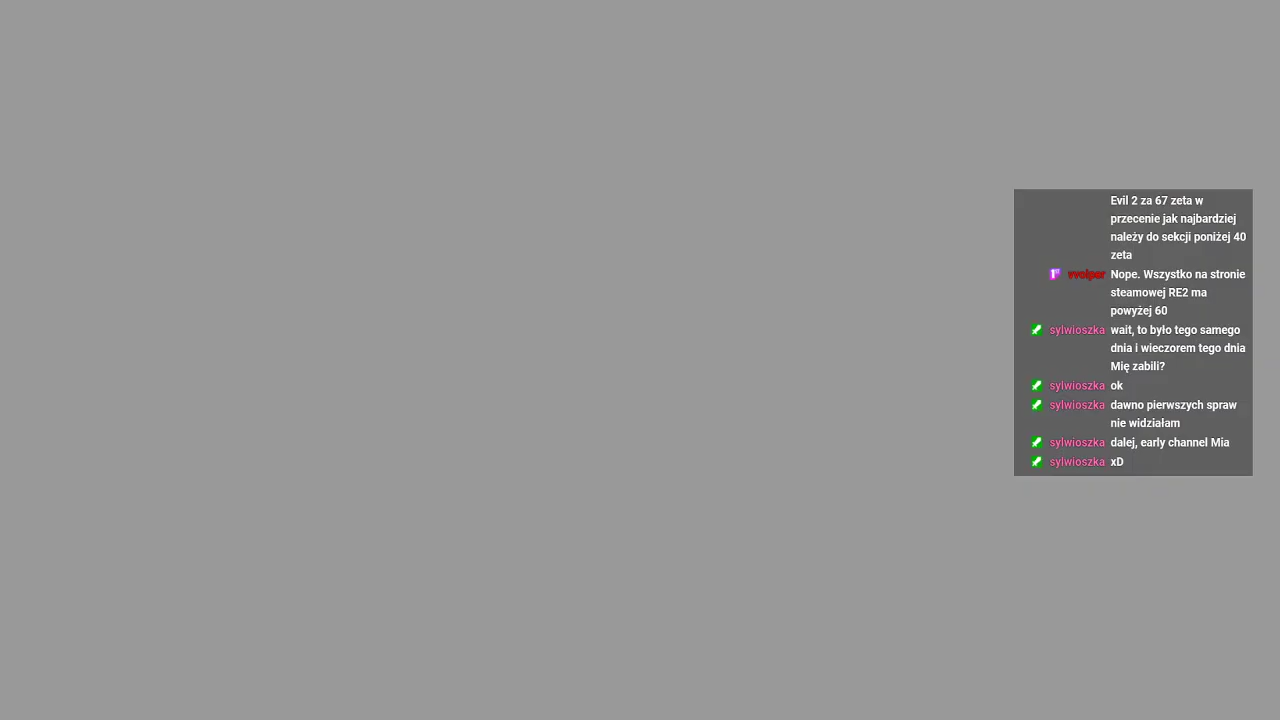 Evil 2 za 67 zeta w
przecenie jak najbardziej
należy do sekcji poniżej 40
zeta
vvolpor Nope. Wszystko na stronie
steamowej RE2 ma
powyżej 60
sylwioszka wait, to było tego samego
dnia i wieczorem tego dnia
Mię zabili?
sylwioszka ok
sylwioszka dawno pierwszych spraw
nie widziałam
sylwioszka dalej, early channel Mia
sylwioszka xD